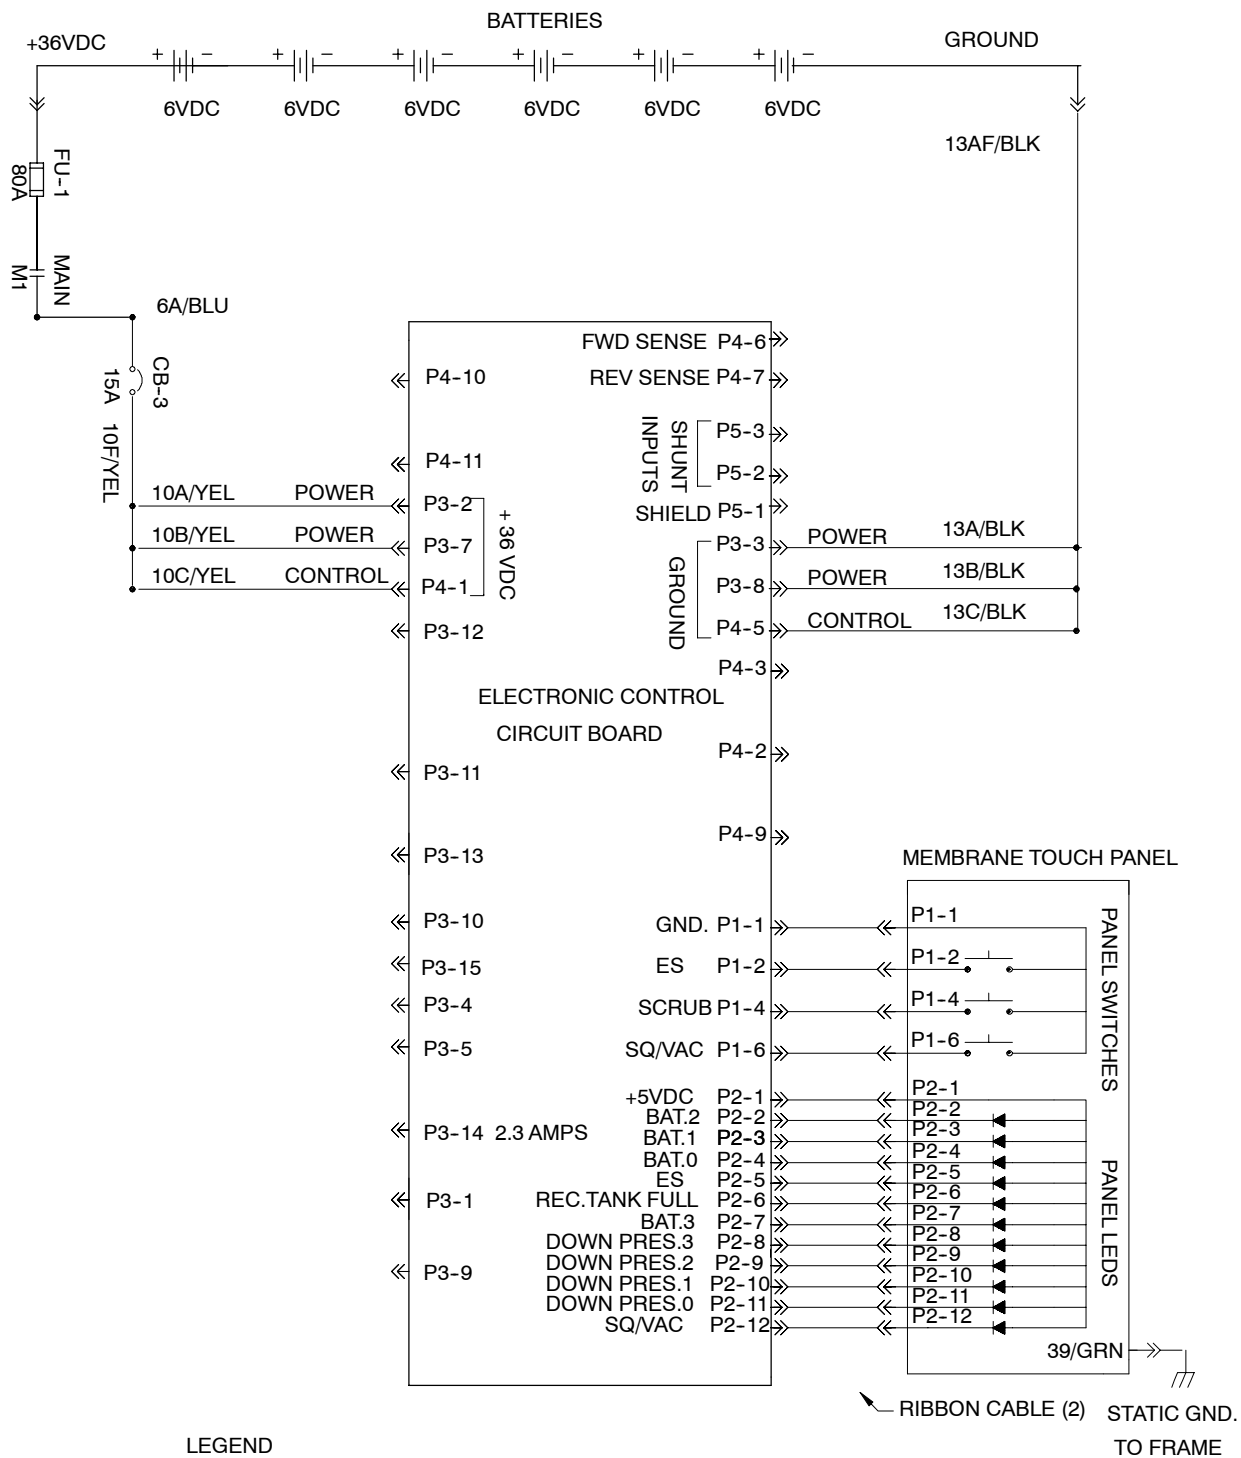 BATTERIES
+36VDC
GROUND
+ - + - + - + - + - + -
6VDC 6VDC 6VDC 6VDC 6VDC 6VDC
13AF/BLK
FU-1
80A
MAIN
M1
6A/BLU
CB-3
15A
10F/YEL
10A/YEL POWER
10B/YEL POWER
10C/YEL CONTROL
P4-10
P4-11
P3-2
P3-7
P4-1
+ 36 VDC
P3-12
P3-11
P3-13
P3-10
P3-15
P3-4
P3-5
P3-14 2.3 AMPS
P3-1
P3-9
ELECTRONIC CONTROL
CIRCUIT BOARD
FWD SENSE P4-6
REV SENSE P4-7
SHUNT
INPUTS
P5-3
P5-2
SHIELD P5-1
GROUND
P3-3 POWER 13A/BLK
P3-8 POWER 13B/BLK
P4-5 CONTROL 13C/BLK
P4-3
P4-2
P4-9
GND. P1-1
ES P1-2
SCRUB P1-4
SQ/VAC P1-6
+5VDC P2-1
BAT.2 P2-2
BAT.1 P2-3
BAT.0 P2-4
ES P2-5
REC.TANK FULL P2-6
BAT.3 P2-7
DOWN PRES.3 P2-8
DOWN PRES.2 P2-9
DOWN PRES.1 P2-10
DOWN PRES.0 P2-11
SQ/VAC P2-12
MEMBRANE TOUCH PANEL
P1-1
P1-2
P1-4
P1-6
PANEL SWITCHES
P2-1
P2-2
P2-3
P2-4
P2-5
P2-6
P2-7
P2-8
P2-9
P2-10
P2-11
P2-12
PANEL LEDS
39/GRN
RIBBON CABLE (2)
STATIC GND.
TO FRAME
LEGEND